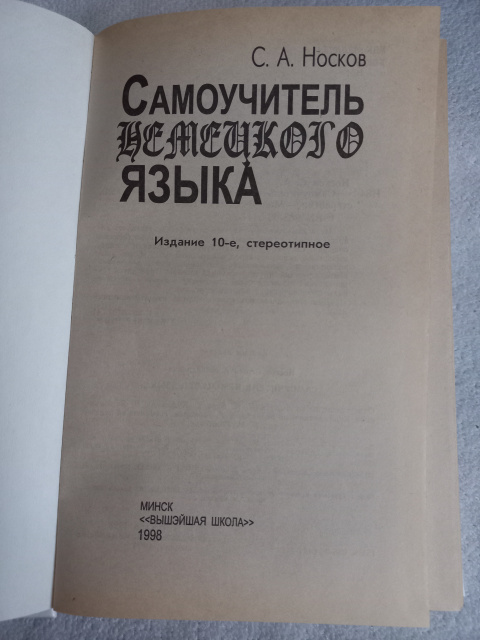 С. А. Носков
САМОУЧИТЕЛЬ
НЕМЕЦКОГО
ЯЗЫКА
Издание 10-е, стереотипное
МИНСК
<<ВЫШЭЙШАЯ ШКОЛА>>
1998